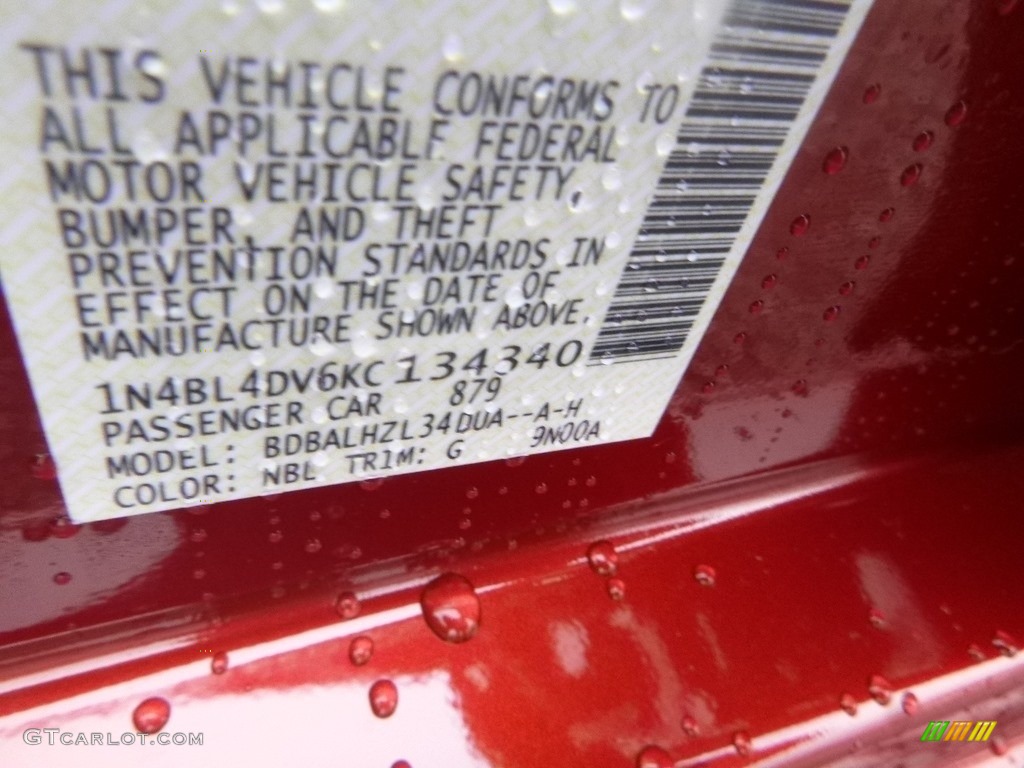 THIS VEHICLE CONFORMS TO
ALL APPLICABLE FEDERAL
MOTOR VEHICLE SAFETY,
BUMPER, AND THEFT
PREVENTION STANDARDS IN
EFFECT ON THE DATE OF
MANUFACTURE SHOWN ABOVE.
1N4BL4DV6KC134340
PASSENGER CAR 879
MODEL: BDBALHZL34DUA--A-H
COLOR: NBL TRIM: G 9N00A
GTCARLOT.COM